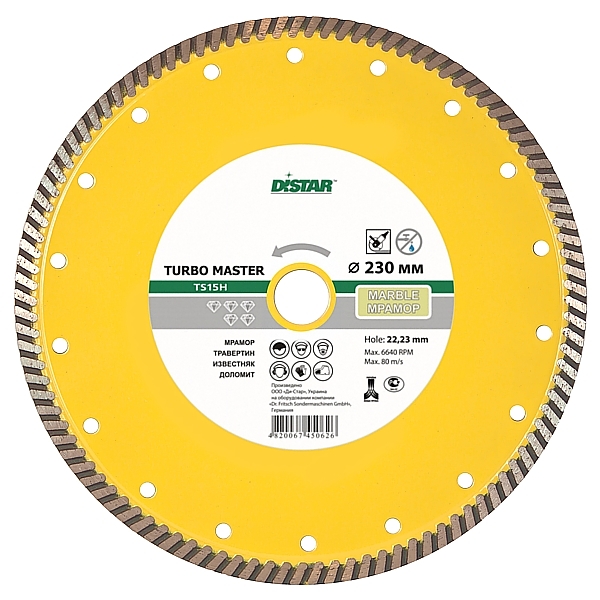 DISTAR™
TURBO MASTER
TS15H
Ø 230 мм
MARBLE
МРАМОР
Hole: 22,23 mm
Max. 6640 RPM
Max. 80 m/s
МРАМОР
ТРАВЕРТИН
ИЗВЕСТНЯК
ДОЛОМИТ
Произведено
ООО «Ди-Стар», Украина
на оборудовании компании
«Dr. Fritsch Sondermaschinen GmbH»,
Германия
4820067450626